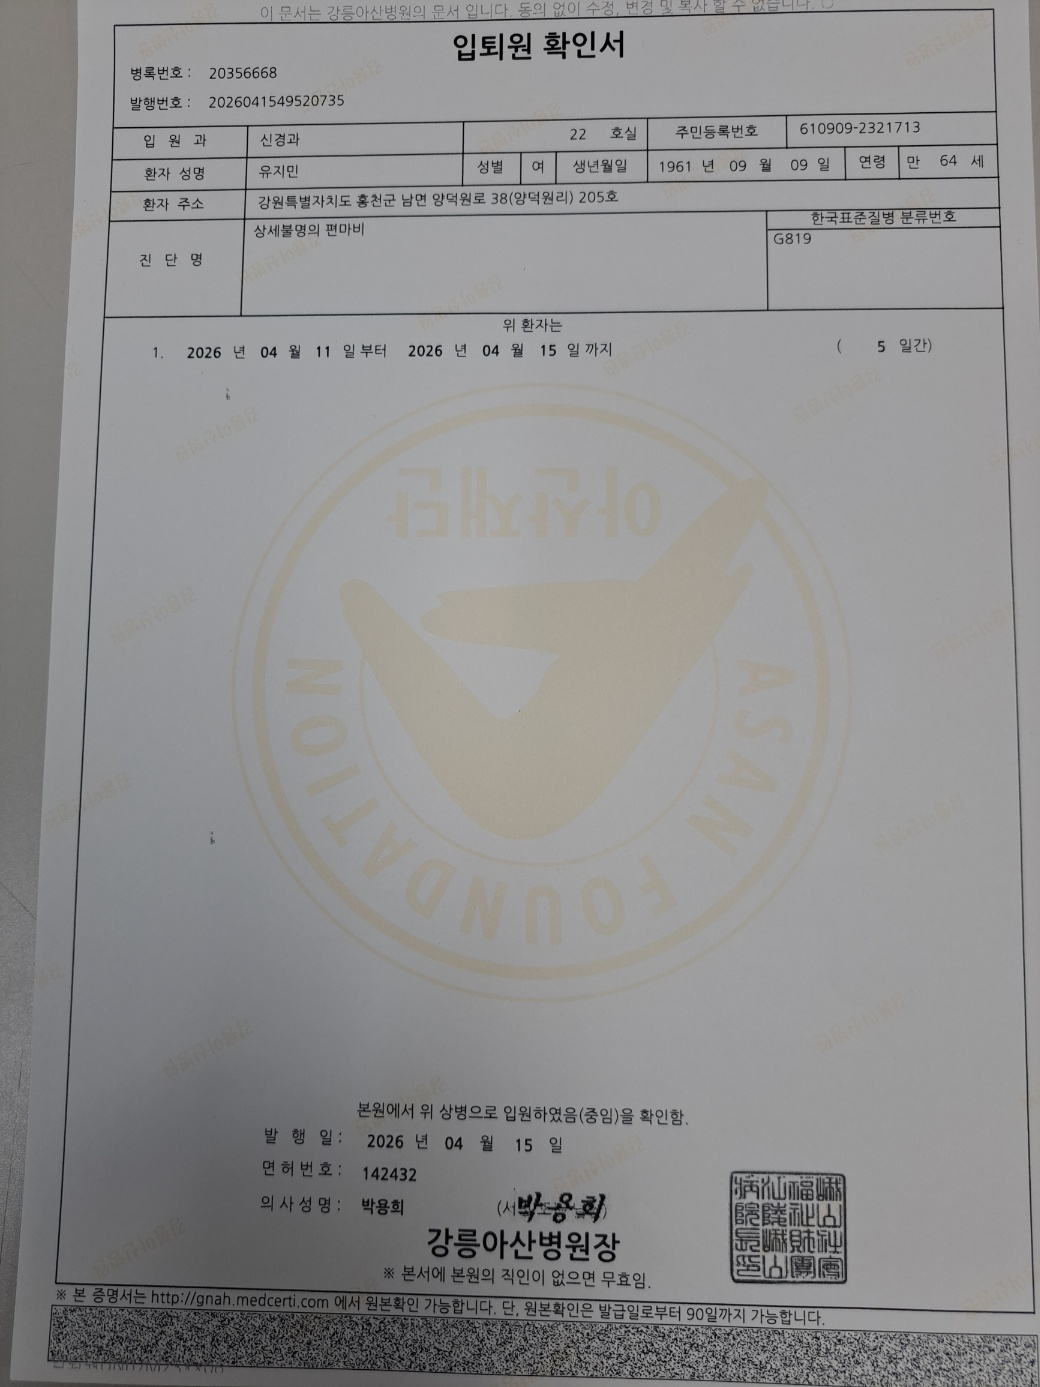 이 문서는 강릉아산병원의 문서 입니다. 동의 없이 수정, 변경 및 복사 할 수 없습니다.
입퇴원 확인서
병록번호 : 20356668
발행번호 : 2026041549520735
입 원 과 신경과 22 호실 주민등록번호 610909-2321713
환자 성명 유지민 성별 여 생년월일 1961 년 09 월 09 일 연령 만 64 세
환자 주소 강원특별자치도 홍천군 남면 양덕원로 38(양덕원리) 205호
진 단 명 상세불명의 편마비 한국표준질병 분류번호
G819
위 환자는
1. 2026 년 04 월 11 일 부터 2026 년 04 월 15 일 까지 ( 5 일간)
아산재단
ASAN FOUNDATION
본원에서 위 상병으로 입원하였음(중임)을 확인함.
발 행 일 : 2026 년 04 월 15 일
면허번호 : 142432
의사성명 : 박용희 박용희
강릉아산병원장
※ 본서에 본원의 직인이 없으면 무효임.
※ 본 증명서는 http://gnah.medcerti.com 에서 원본확인 가능합니다. 단, 원본확인은 발급일로부터 90일까지 가능합니다.